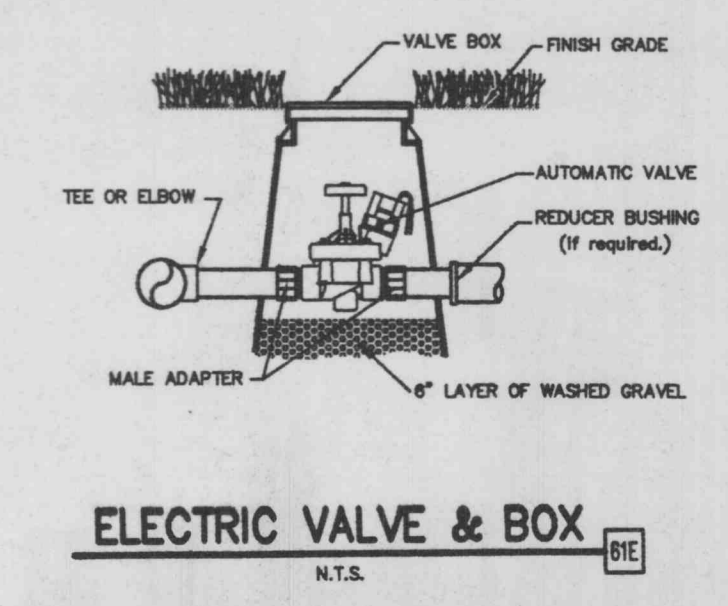 VALVE BOX
FINISH GRADE
AUTOMATIC VALVE
TEE OR ELBOW
REDUCER BUSHING
(if required.)
MALE ADAPTER
6" LAYER OF WASHED GRAVEL
ELECTRIC VALVE & BOX
61E
N.T.S.